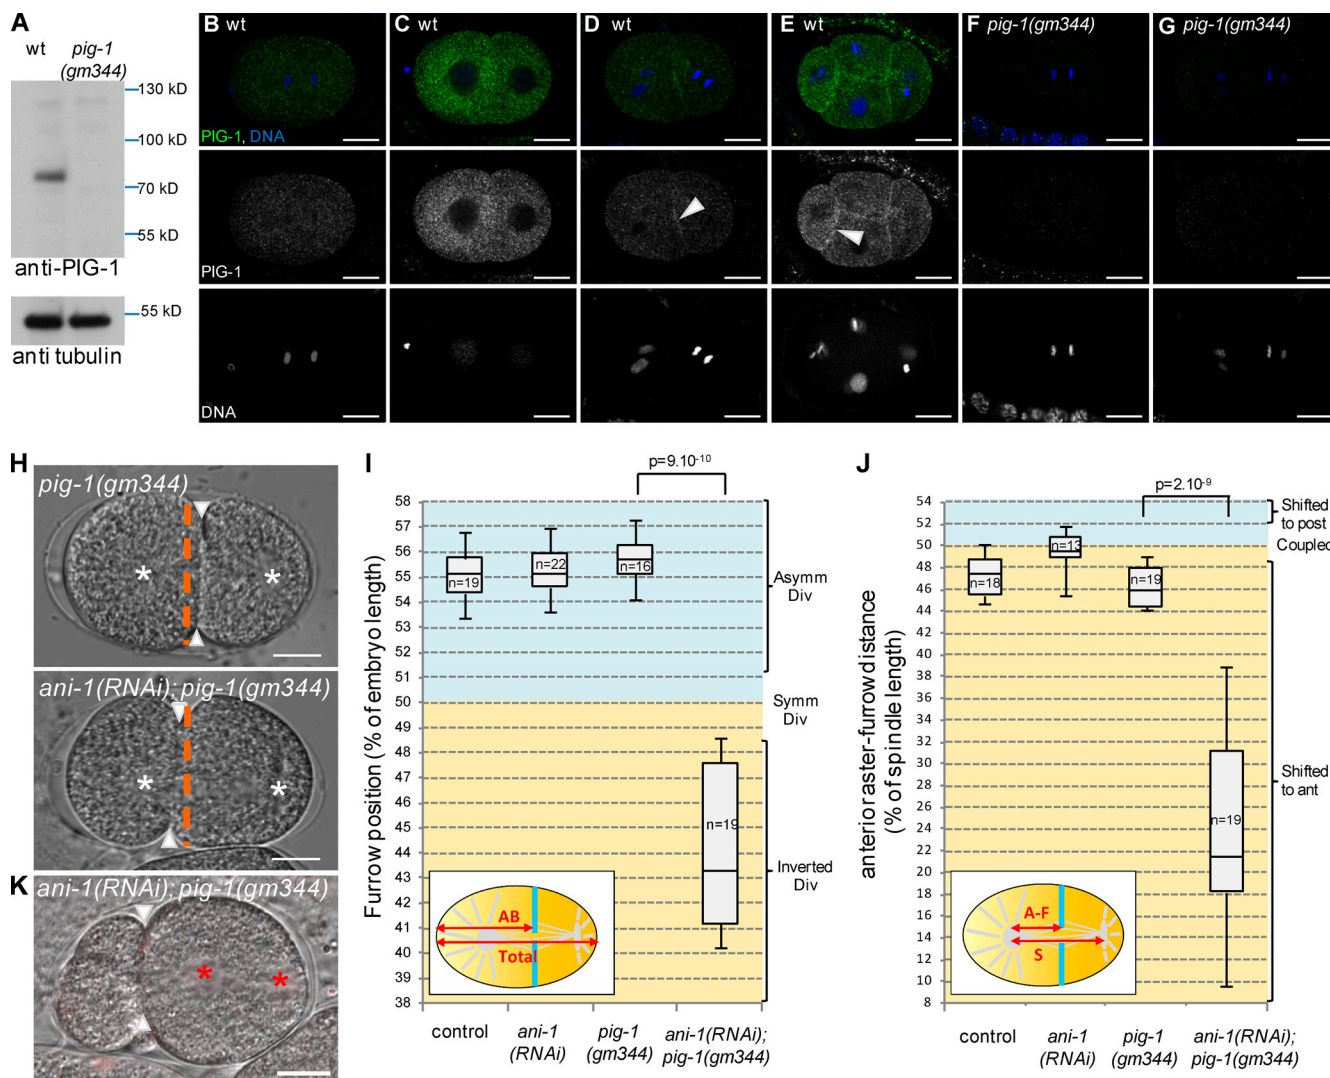 A
wt
pig-1
(gm344)
130 kD
100 kD
70 kD
55 kD
anti-PIG-1
55 kD
anti tubulin
B wt
C wt
D wt
E wt
F pig-1(gm344)
G pig-1(gm344)
PIG-1, DNA
PIG-1
DNA
H
pig-1(gm344)
ani-1(RNAi); pig-1(gm344)
K
ani-1(RNAi); pig-1(gm344)
I
p=9.10-10
Furrow position (% of embryo length)
58
57
56
55
54
53
52
51
50
49
48
47
46
45
44
43
42
41
40
39
38
n=19
n=22
n=16
n=19
Asymm
Div
Symm
Div
Inverted
Div
AB
Total
control
ani-1
(RNAi)
pig-1
(gm344)
ani-1(RNAi);
pig-1(gm344)
J
p=2.10-9
anterio raster-furrow distance
(% of spindle length)
54
52
50
48
46
44
42
40
38
36
34
32
30
28
26
24
22
20
18
16
14
12
10
8
n=18
n=13
n=19
n=19
Shifted
to post
Coupled
Shifted
to ant
A-F
S
control
ani-1
(RNAi)
pig-1
(gm344)
ani-1(RNAi);
pig-1(gm344)